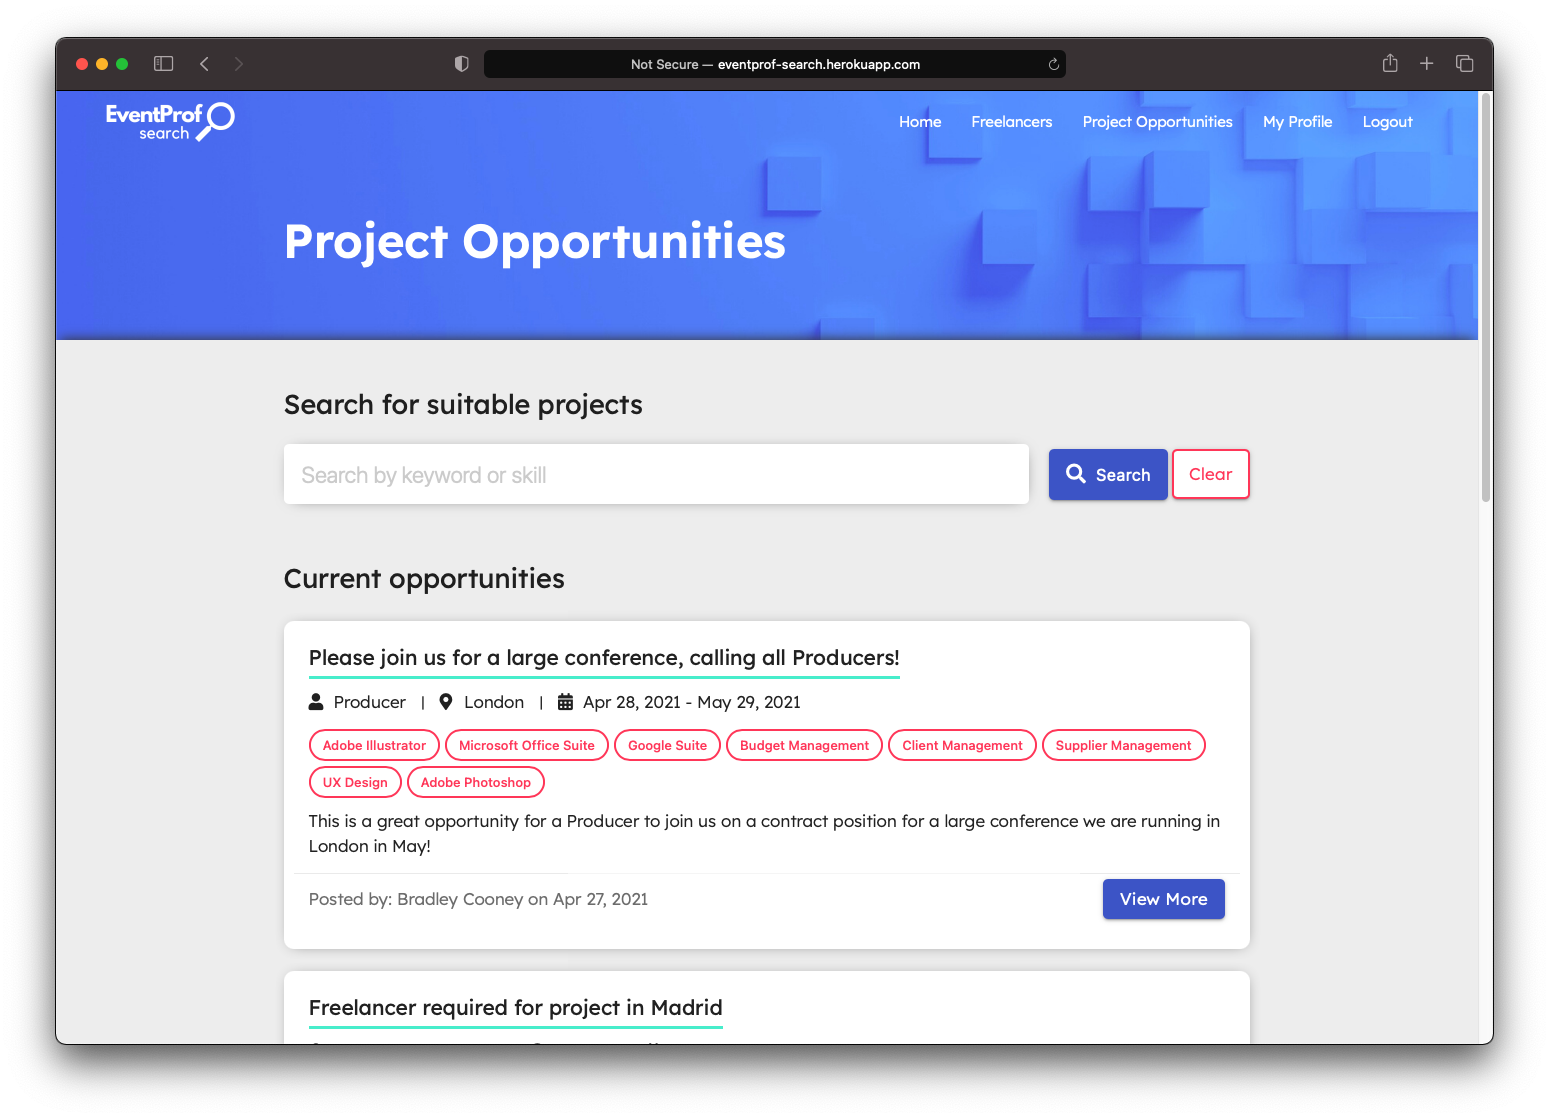 Not Secure — eventprof-search.herokuapp.com
EventProf
search
Home Freelancers Project Opportunities My Profile Logout
Project Opportunities
Search for suitable projects
Search by keyword or skill
Search Clear
Current opportunities
Please join us for a large conference, calling all Producers!
Producer | London | Apr 28, 2021 - May 29, 2021
Adobe Illustrator Microsoft Office Suite Google Suite Budget Management Client Management Supplier Management
UX Design Adobe Photoshop
This is a great opportunity for a Producer to join us on a contract position for a large conference we are running in
London in May!
Posted by: Bradley Cooney on Apr 27, 2021
View More
Freelancer required for project in Madrid